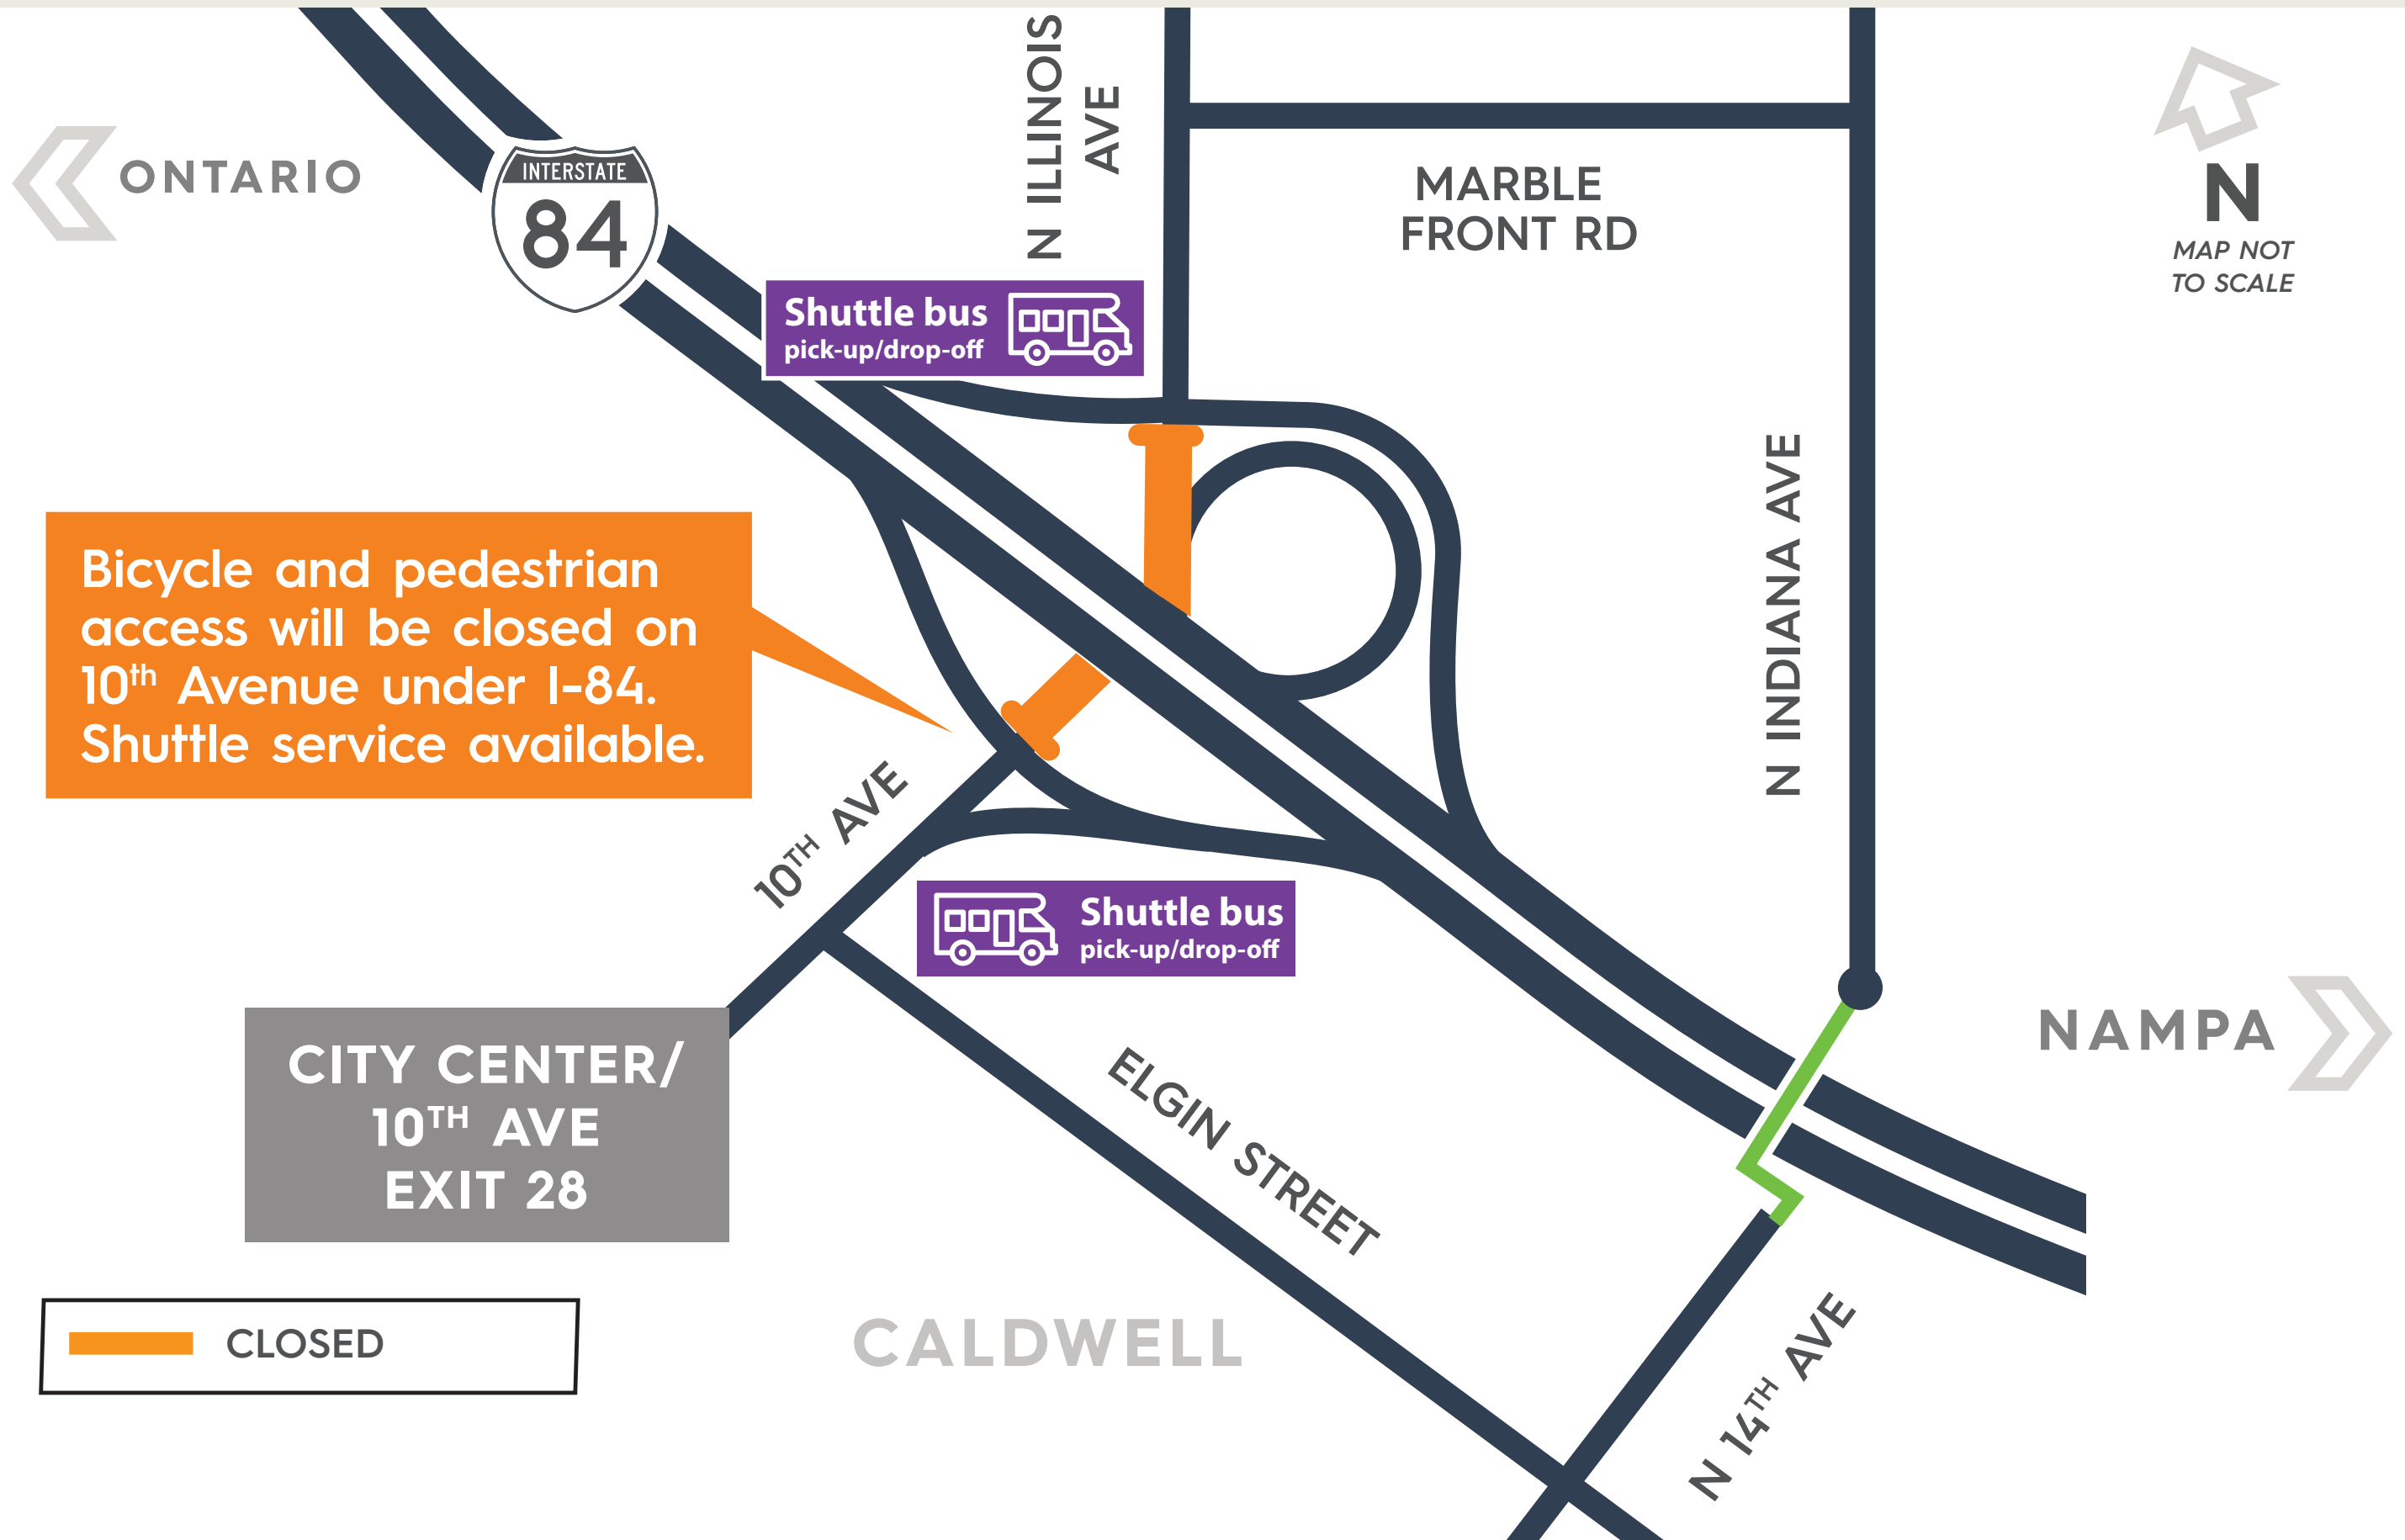 N ILLINOIS
AVE
ONTARIO
INTERSTATE
84
MARBLE
FRONT RD
N
MAP NOT
TO SCALE
Shuttle bus
pick-up/drop-off
N INDIANA AVE
Bicycle and pedestrian
access will be closed on
10th Avenue under I-84.
Shuttle service available.
10TH AVE
Shuttle bus
pick-up/drop-off
CITY CENTER/
10TH AVE
EXIT 28
NAMPA
ELGIN STREET
CLOSED
CALDWELL
N 14TH AVE